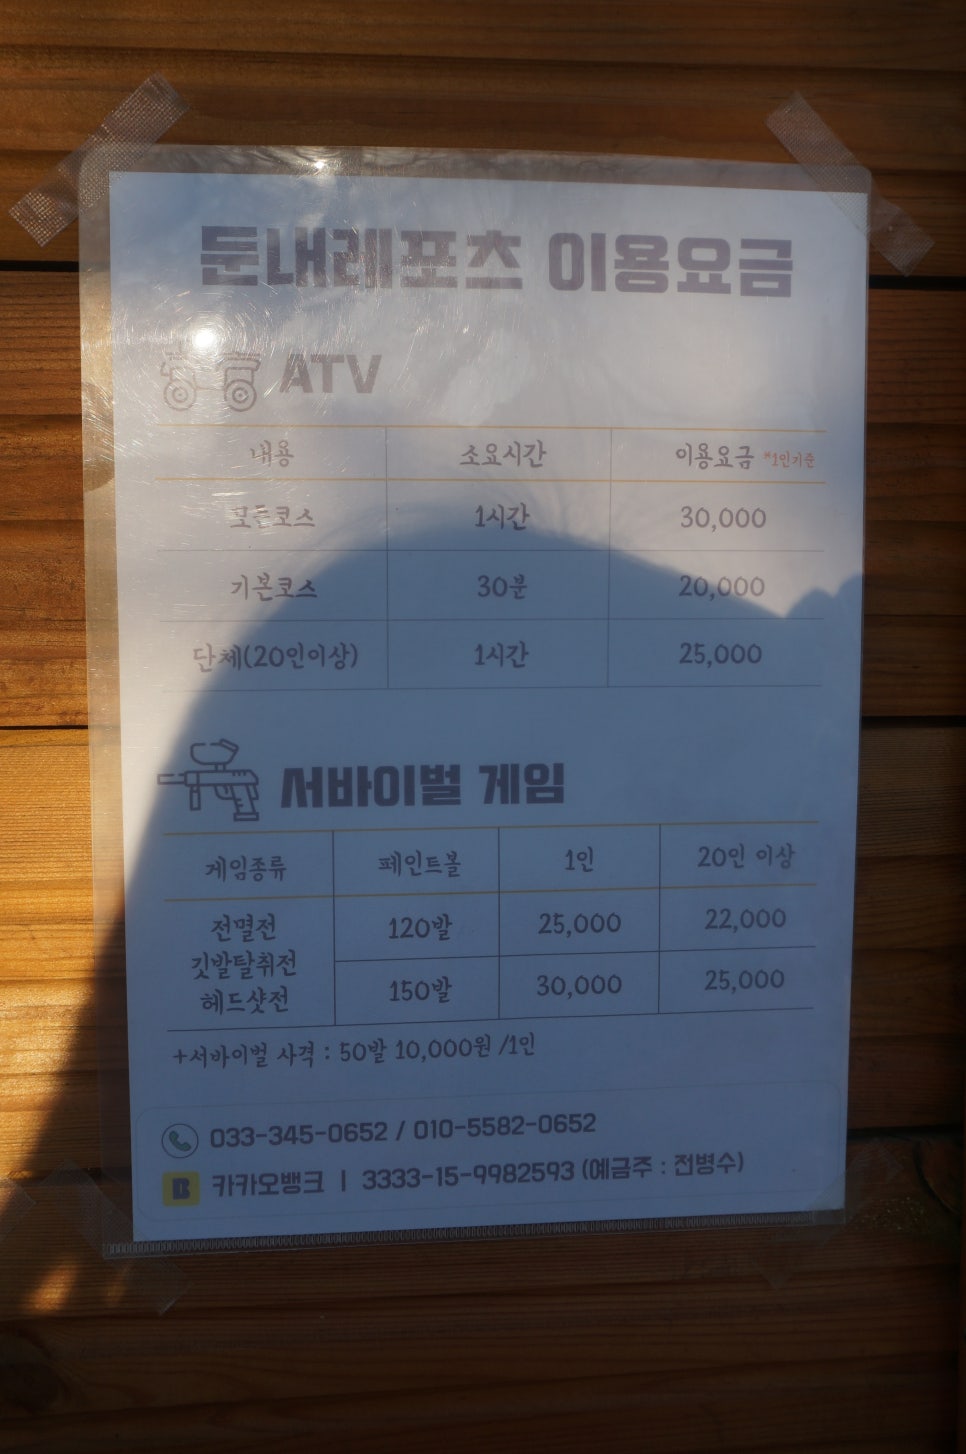 둔내레포츠 이용요금
ATV
내용 소요시간 이용요금 *1인기준
모든코스 1시간 30,000
기본코스 30분 20,000
단체(20인이상) 1시간 25,000
서바이벌 게임
게임종류 페인트볼 1인 20인 이상
전멸전 120발 25,000 22,000
깃발탈취전
헤드샷전 150발 30,000 25,000
+서바이벌 사격 : 50발 10,000원 /1인
033-345-0652 / 010-5582-0652
B 카카오뱅크 | 3333-15-9982593 (예금주 : 전병수)